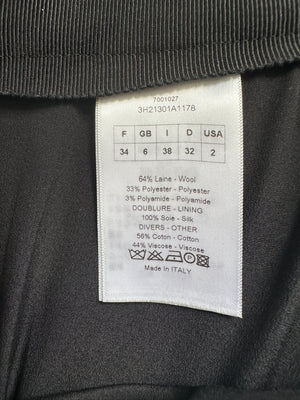 7001027
3H21301A1176
F GB I D USA
34 6 38 32 2
64% Laine - Wool
33% Polyester - Polyester
3% Polyamide - Polyamide
DOUBLURE - LINING
100% Soie - Silk
DIVERS - OTHER
56% Coton - Cotton
44% Viscose - Viscose
Made In ITALY